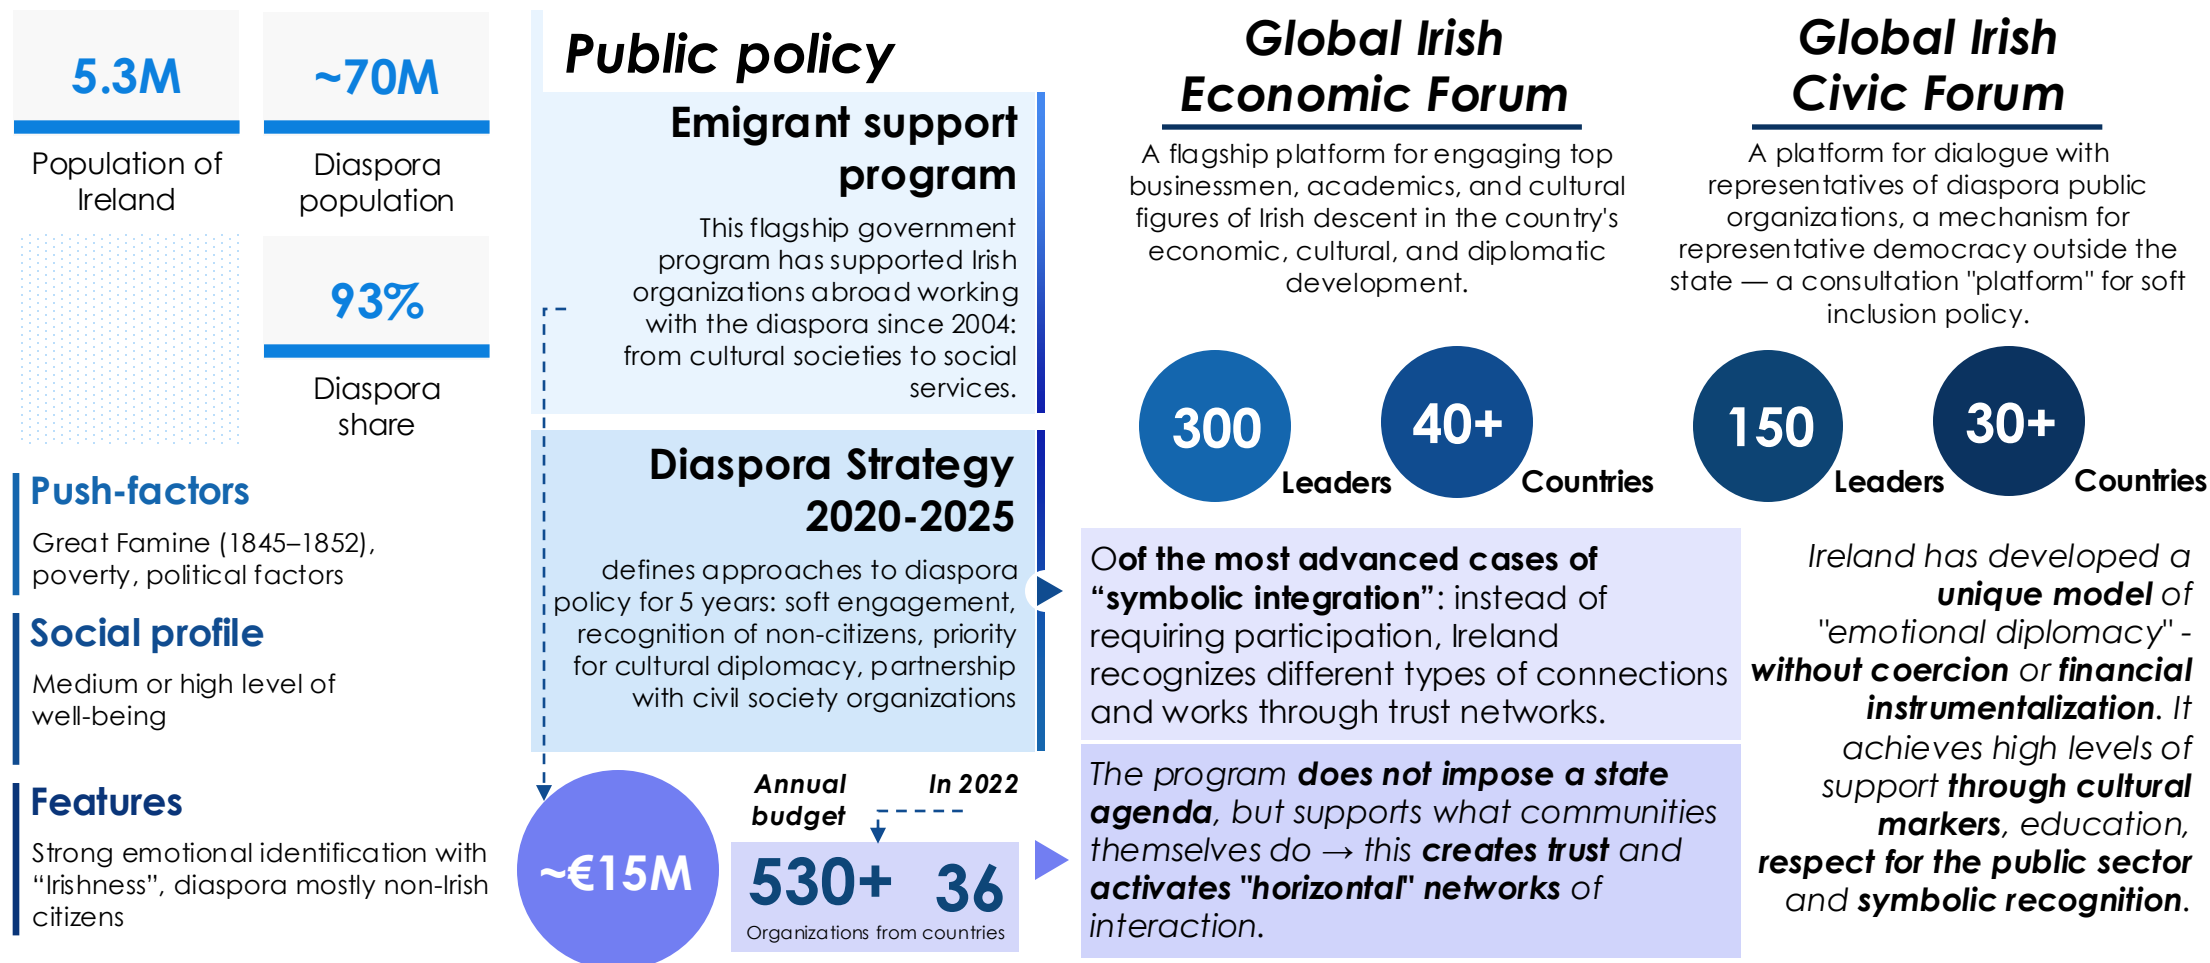 5.3M
Population of
Ireland
~70M
Diaspora
population
93%
Diaspora
share
Push-factors
Great Famine (1845–1852),
poverty, political factors
Social profile
Medium or high level of
well-being
Features
Strong emotional identification with
“Irishness”, diaspora mostly non-Irish
citizens
Public policy
Emigrant support
program
This flagship government
program has supported Irish
organizations abroad working
with the diaspora since 2004:
from cultural societies to social
services.
Diaspora Strategy
2020-2025
defines approaches to diaspora
policy for 5 years: soft engagement,
recognition of non-citizens, priority
for cultural diplomacy, partnership
with civil society organizations
~€15M
Annual
budget
In 2022
530+ 36
Organizations from countries
Global Irish
Economic Forum
A flagship platform for engaging top
businessmen, academics, and cultural
figures of Irish descent in the country's
economic, cultural, and diplomatic
development.
300
Leaders
40+
Countries
Global Irish
Civic Forum
A platform for dialogue with
representatives of diaspora public
organizations, a mechanism for
representative democracy outside the
state — a consultation "platform" for soft
inclusion policy.
150
Leaders
30+
Countries
Oof the most advanced cases of
“symbolic integration”: instead of
requiring participation, Ireland
recognizes different types of connections
and works through trust networks.
The program does not impose a state
agenda, but supports what communities
themselves do → this creates trust and
activates "horizontal" networks of
interaction.
Ireland has developed a
unique model of
"emotional diplomacy" -
without coercion or financial
instrumentalization. It
achieves high levels of
support through cultural
markers, education,
respect for the public sector
and symbolic recognition.